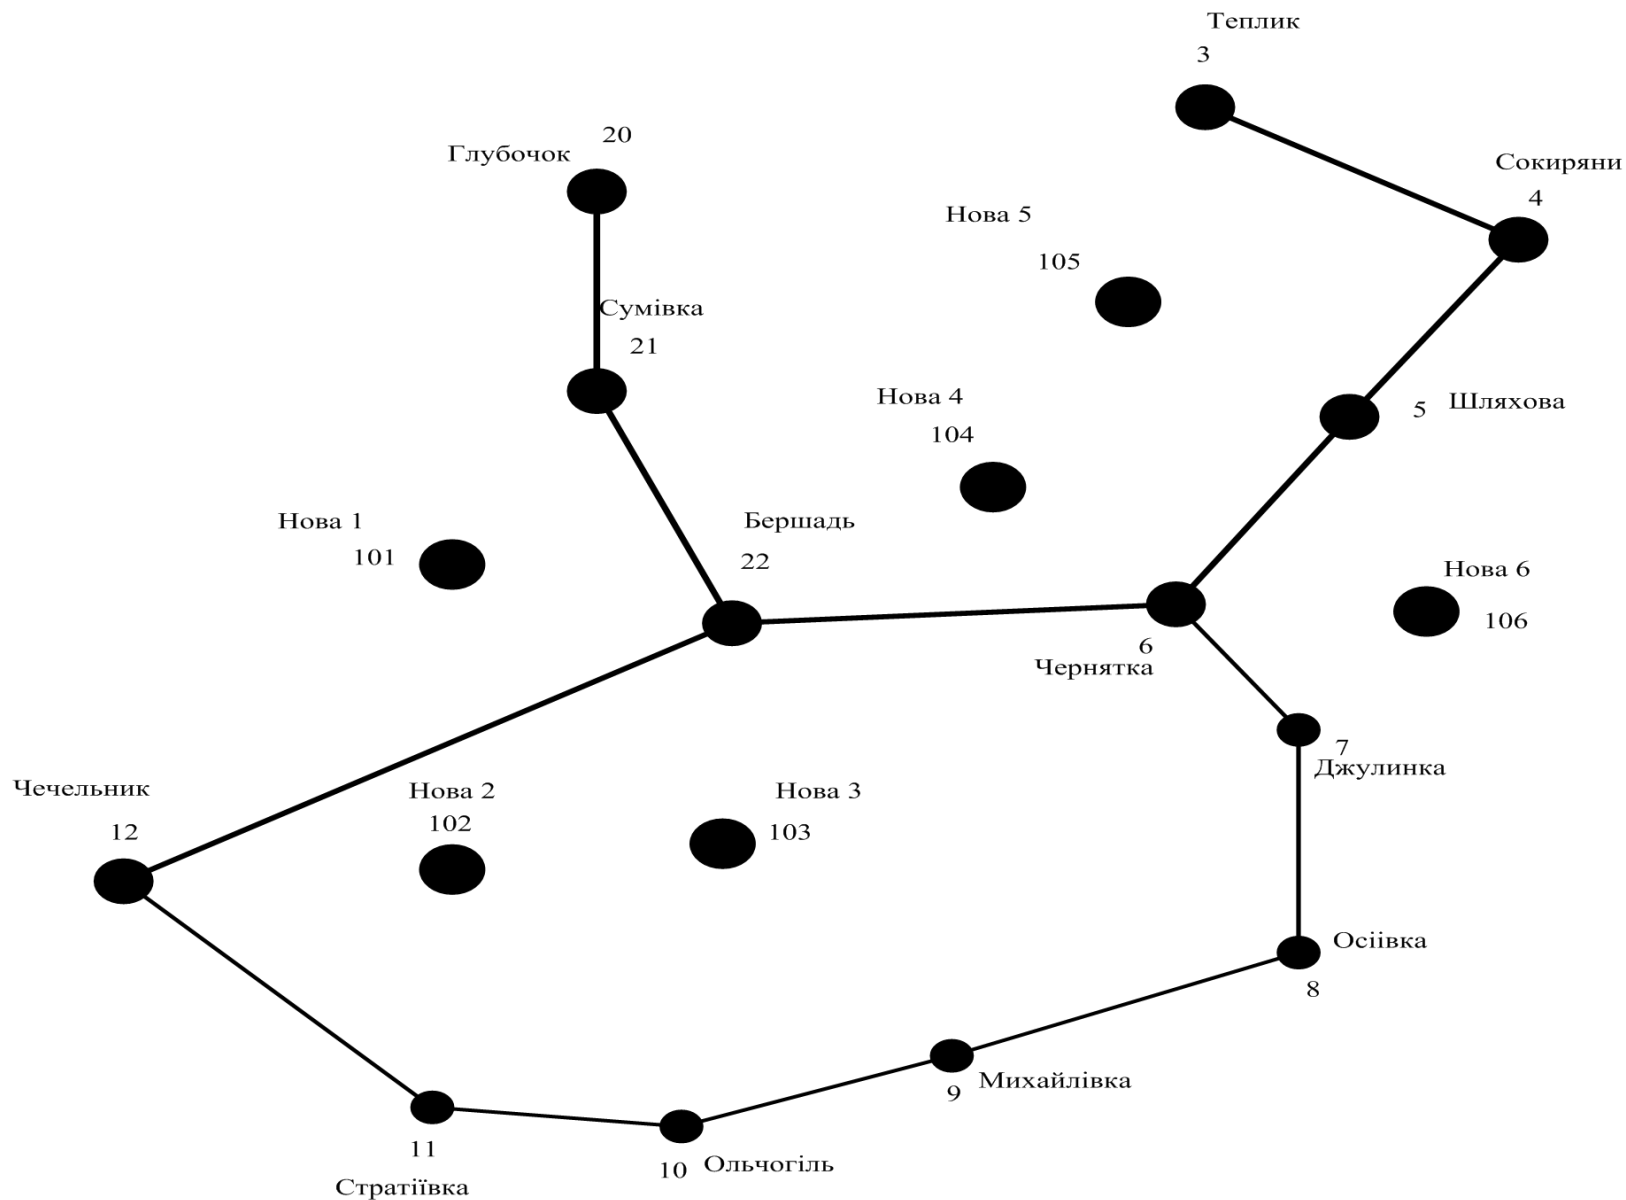 Теплик
3
20
Глубочок
Сокиряни
4
Нова 5
105
Сумівка
21
Нова 4
104
5 Шляхова
Нова 1
101
Бершадь
22
Нова 6
106
6
Чернятка
7
Джулинка
Чечельник
12
Нова 2
102
Нова 3
103
Осіівка
8
Михайлівка
9
11
Стратіївка
10 Ольчогіль